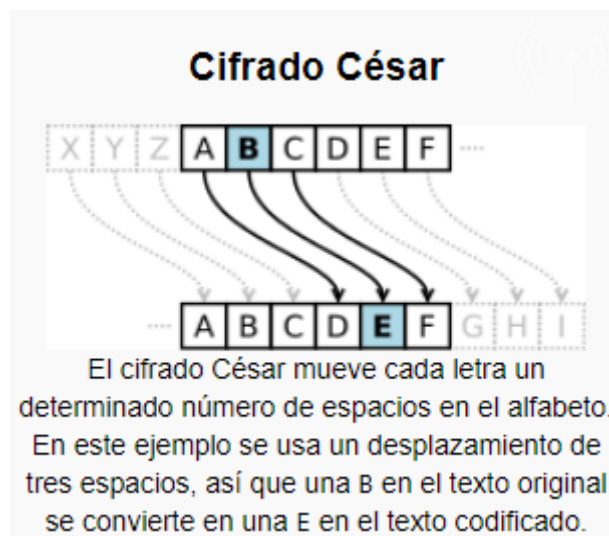 Cifrado César
X Y Z A B C D E F ····
···· A B C D E F G H I
El cifrado César mueve cada letra un
determinado número de espacios en el alfabeto.
En este ejemplo se usa un desplazamiento de
tres espacios, así que una B en el texto original
se convierte en una E en el texto codificado.